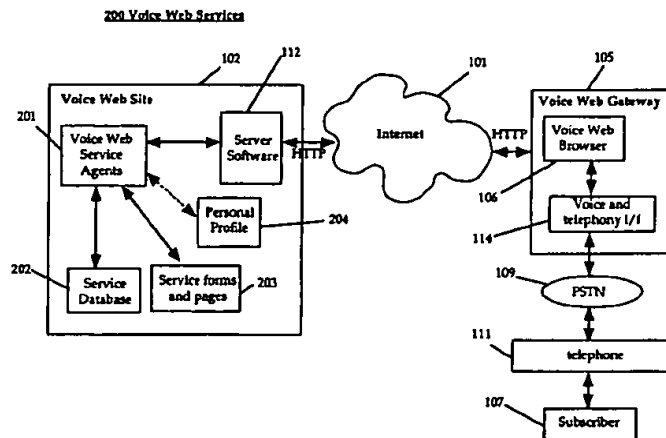 200 Voice Web Services
102
112
101
105
Voice Web Site
Voice Web Gateway
201
Voice Web
Service
Agents
Server
Software
HTTP
Internet
HTTP
Voice Web
Browser
106
Personal
Profile
204
Voice and
telephony I/f
114
202
Service
Database
Service forms
and pages
203
109
PSTN
111
telephone
107
Subscriber